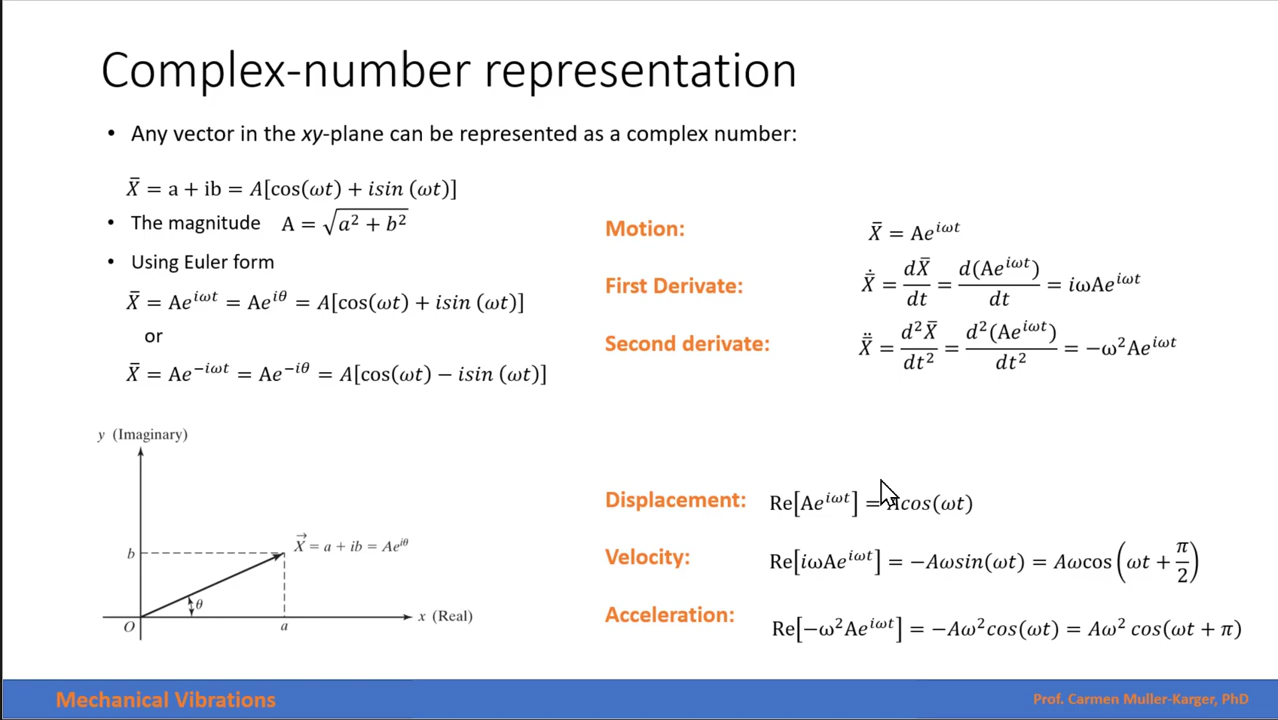 Complex-number representation
• Any vector in the xy-plane can be represented as a complex number:
X̄ = a + ib = A[cos(ωt) + isin (ωt)]
• The magnitude A = √(a² + b²)
• Using Euler form
X̄ = Ae^{iωt} = Ae^{iθ} = A[cos(ωt) + isin (ωt)]
or
X̄ = Ae^{−iωt} = Ae^{−iθ} = A[cos(ωt) − isin (ωt)]
Motion: X̄ = Ae^{iωt}
First Derivate: Ẋ̄ = dX̄/dt = d(Ae^{iωt})/dt = iωAe^{iωt}
Second derivate: Ẍ̄ = d²X̄/dt² = d²(Ae^{iωt})/dt² = −ω²Ae^{iωt}
y (Imaginary)
b
X⃗ = a + ib = Ae^{iθ}
θ
O
a
x (Real)
Displacement: Re[Ae^{iωt}] = Acos(ωt)
Velocity: Re[iωAe^{iωt}] = −Aωsin(ωt) = Aωcos(ωt + π/2)
Acceleration: Re[−ω²Ae^{iωt}] = −Aω²cos(ωt) = Aω² cos(ωt + π)
Mechanical Vibrations
Prof. Carmen Muller-Karger, PhD